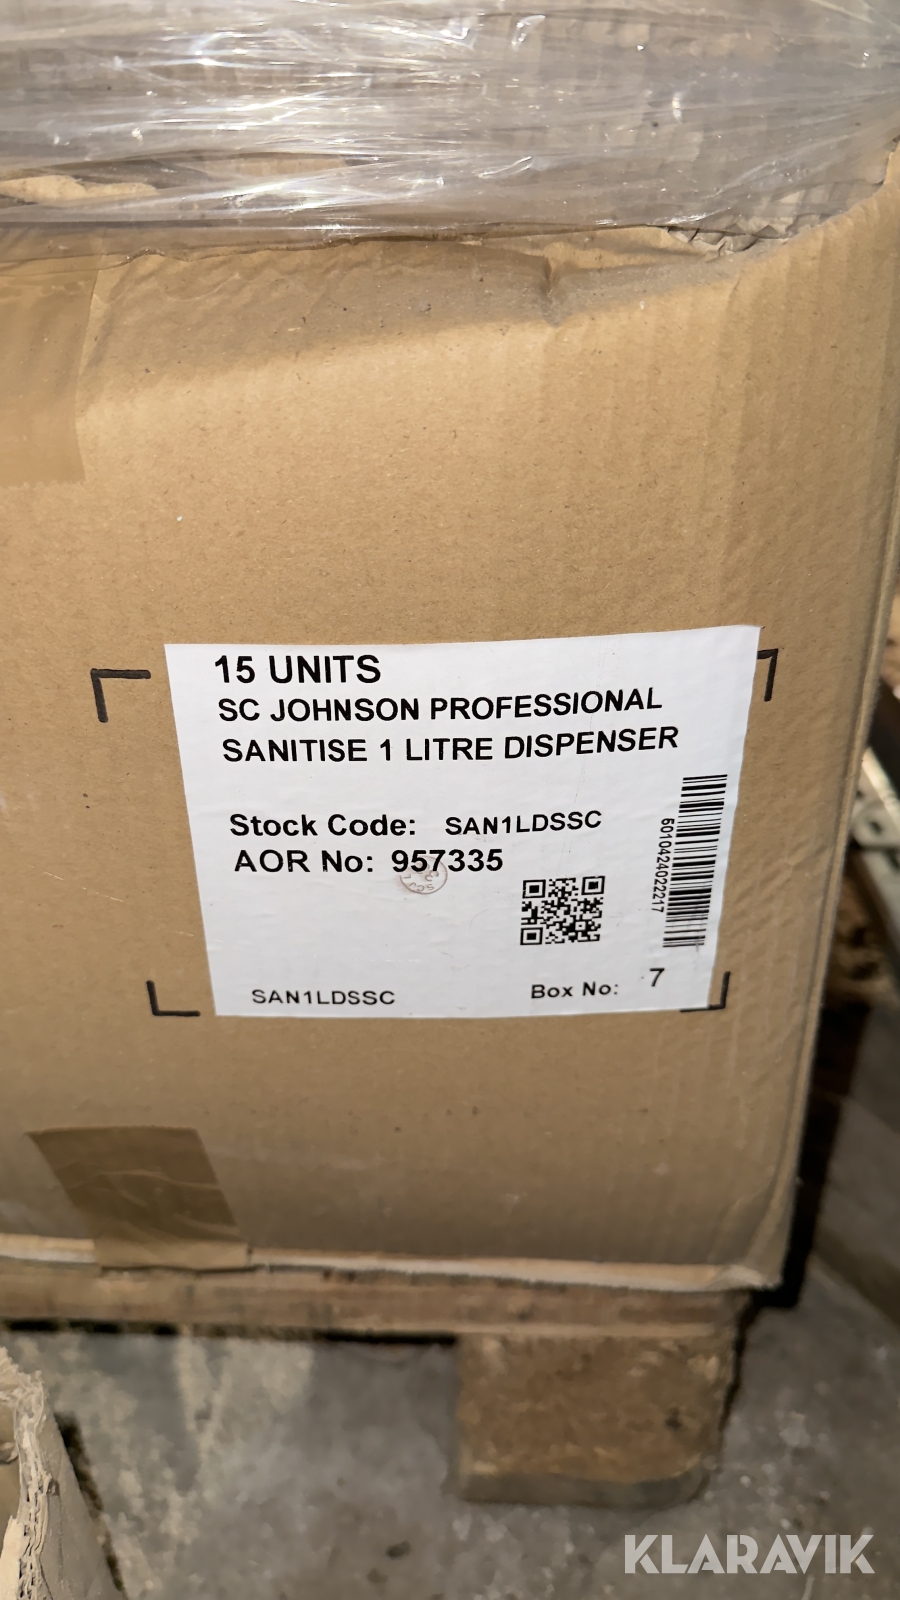 15 UNITS
SC JOHNSON PROFESSIONAL
SANITISE 1 LITRE DISPENSER
Stock Code: SAN1LDSSC
AOR No: 957335
5010424022217
SAN1LDSSC
Box No: 7
KLARAVIK